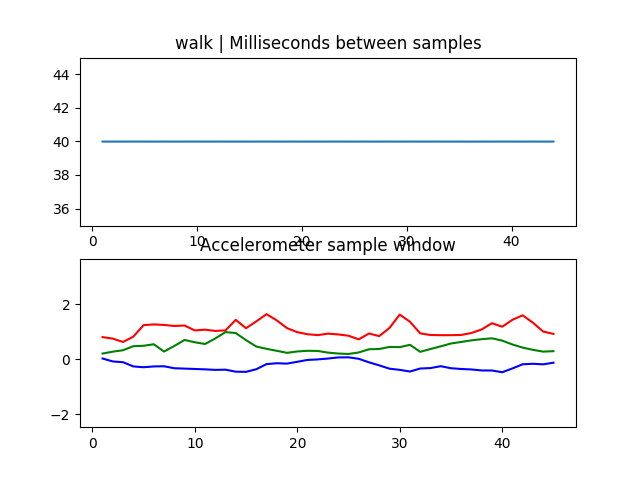 walk | Milliseconds between samples
44
42
40
38
36
0 10 20 30 40
Accelerometer sample window
2
0
−2
0 10 20 30 40